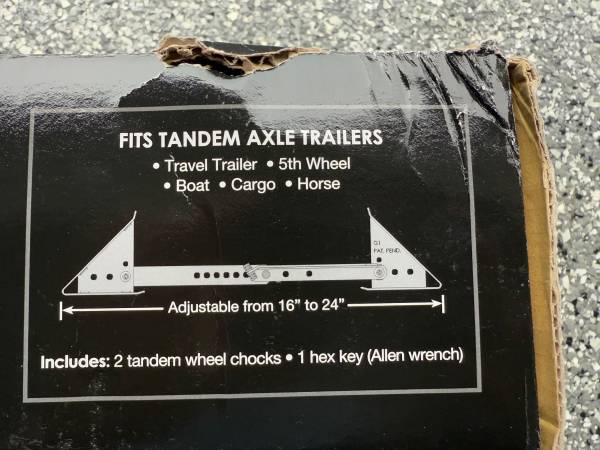 FITS TANDEM AXLE TRAILERS
• Travel Trailer • 5th Wheel
• Boat • Cargo • Horse
G1
PAT. PEND.
Adjustable from 16” to 24”
Includes: 2 tandem wheel chocks • 1 hex key (Allen wrench)